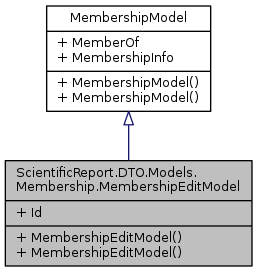 MembershipModel
+ MemberOf
+ MembershipInfo
+ MembershipModel()
+ MembershipModel()
ScientificReport.DTO.Models.
Membership.MembershipEditModel
+ Id
+ MembershipEditModel()
+ MembershipEditModel()